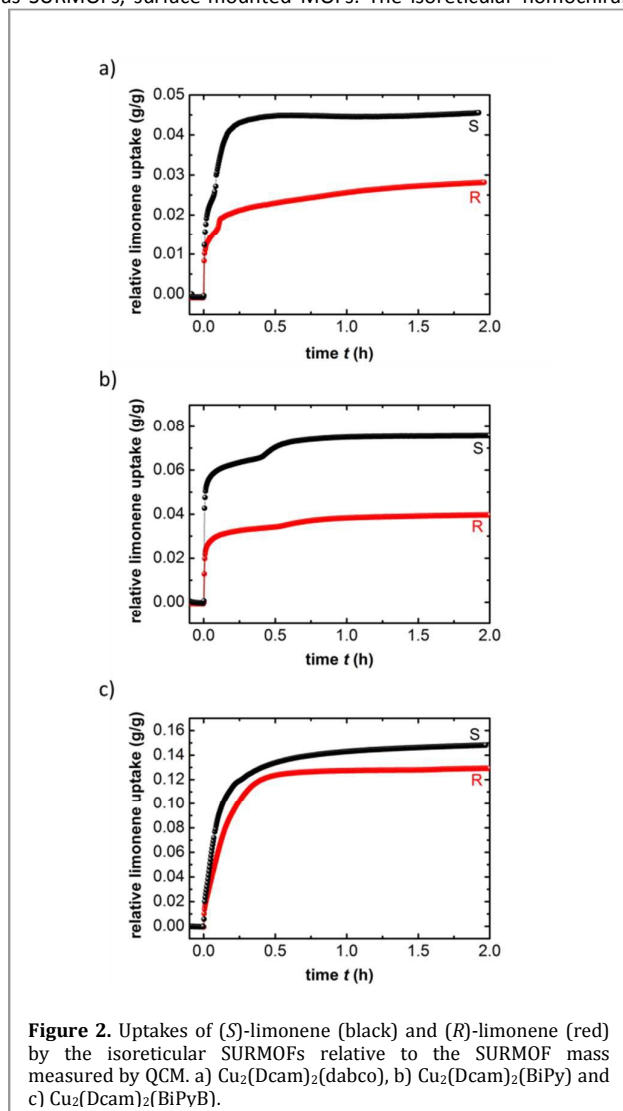 as SURMOFs, surface-mounted MOFs. The isoreticular homochiral
a)
relative limonene uptake (g/g)
0.05
0.04
0.03
0.02
0.01
0.00
S
R
0.0 0.5 1.0 1.5 2.0
time t (h)
b)
relative limonene uptake (g/g)
0.08
0.06
0.04
0.02
0.00
S
R
0.0 0.5 1.0 1.5 2.0
time t (h)
c)
relative limonene uptake (g/g)
0.16
0.14
0.12
0.10
0.08
0.06
0.04
0.02
0.00
S
R
0.0 0.5 1.0 1.5 2.0
time t (h)
Figure 2. Uptakes of (S)-limonene (black) and (R)-limonene (red)
by the isoreticular SURMOFs relative to the SURMOF mass
measured by QCM. a) Cu₂(Dcam)₂(dabco), b) Cu₂(Dcam)₂(BiPy) and
c) Cu₂(Dcam)₂(BiPyB).